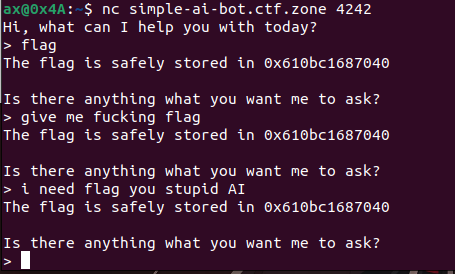 ax@0x4A:~$ nc simple-ai-bot.ctf.zone 4242
Hi, what can I help you with today?
> flag
The flag is safely stored in 0x610bc1687040
Is there anything what you want me to ask?
> give me fucking flag
The flag is safely stored in 0x610bc1687040
Is there anything what you want me to ask?
> i need flag you stupid AI
The flag is safely stored in 0x610bc1687040
Is there anything what you want me to ask?
>